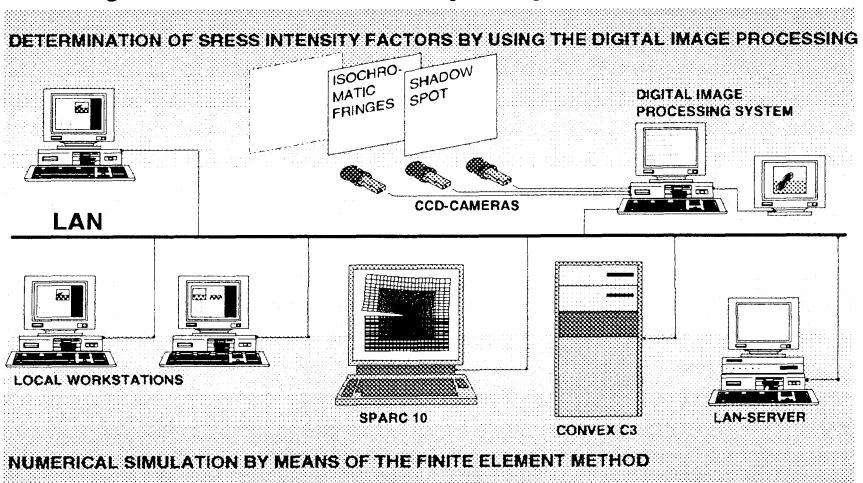 DETERMINATION OF SRESS INTENSITY FACTORS BY USING THE DIGITAL IMAGE PROCESSING
ISOCHRO-
MATIC
FRINGES
SHADOW
SPOT
DIGITAL IMAGE
PROCESSING SYSTEM
CCD-CAMERAS
LAN
LOCAL WORKSTATIONS
SPARC 10
CONVEX C3
LAN-SERVER
NUMERICAL SIMULATION BY MEANS OF THE FINITE ELEMENT METHOD